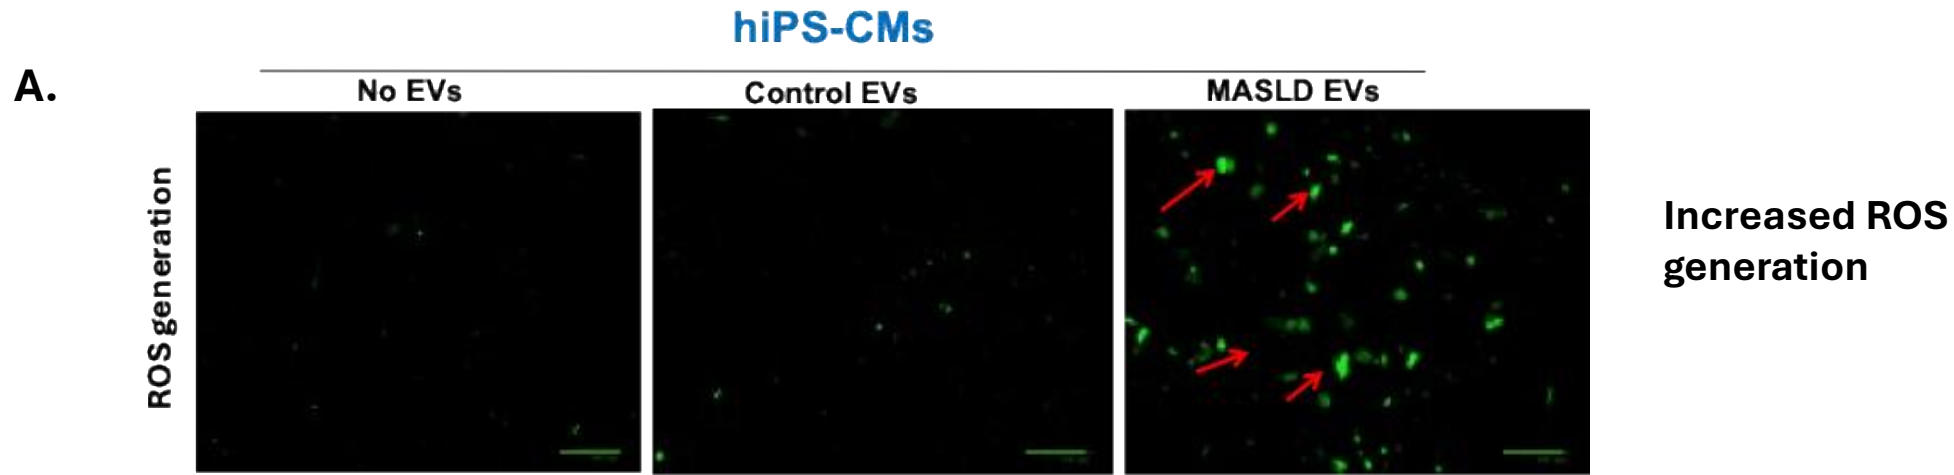 hiPS-CMs
A.
No EVs
Control EVs
MASLD EVs
ROS generation
Increased ROS
generation